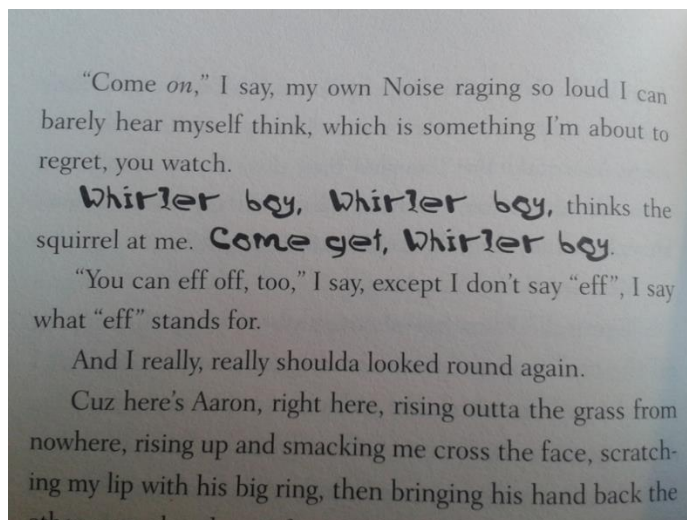 “Come on,” I say, my own Noise raging so loud I can
barely hear myself think, which is something I’m about to
regret, you watch.
Whirler boy, Whirler boy, thinks the
squirrel at me. Come get, Whirler boy.
“You can eff off, too,” I say, except I don’t say “eff”, I say
what “eff” stands for.
And I really, really shoulda looked round again.
Cuz here’s Aaron, right here, rising outta the grass from
nowhere, rising up and smacking me cross the face, scratch-
ing my lip with his big ring, then bringing his hand back the